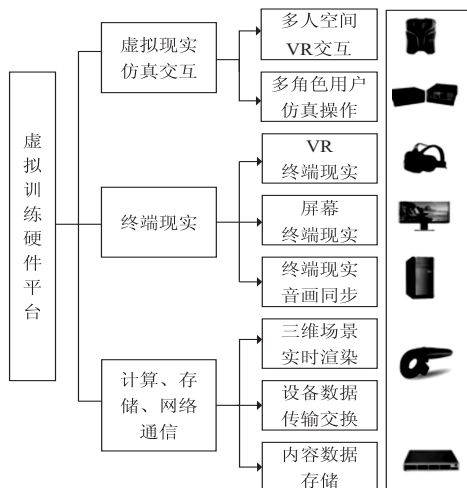 虚拟训练硬件平台
虚拟现实
仿真交互
多人空间
VR交互
多角色用户
仿真操作
终端现实
VR
终端现实
屏幕
终端现实
终端现实
音画同步
计算、存
储、网络
通信
三维场景
实时渲染
设备数据
传输交换
内容数据
存储